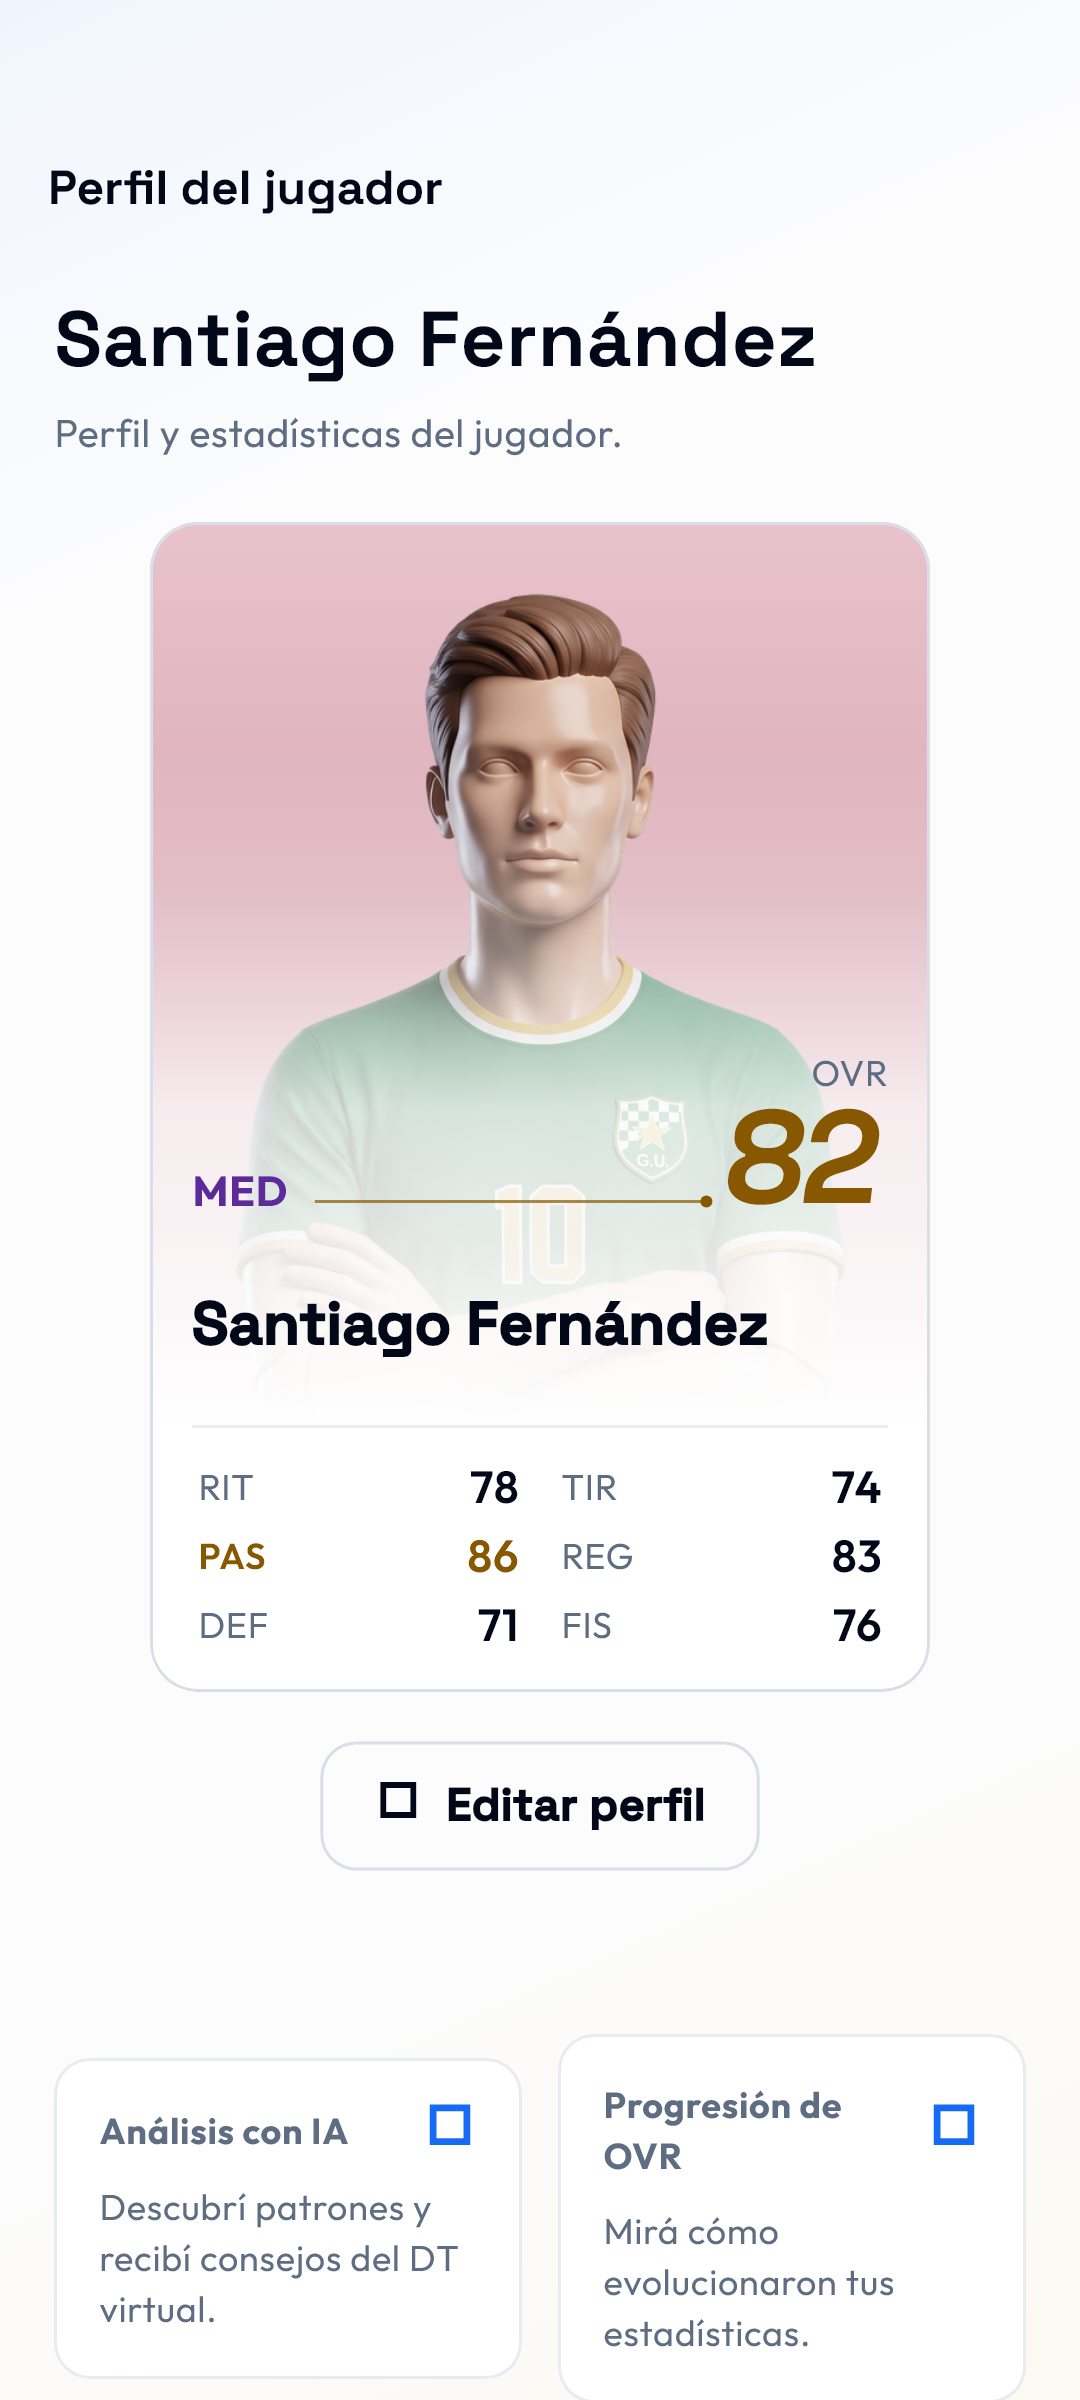 Perfil del jugador
Santiago Fernández
Perfil y estadísticas del jugador.
OVR
82
MED
G.U.
10
Santiago Fernández
RIT 78 TIR 74
PAS 86 REG 83
DEF 71 FIS 76
Editar perfil
Análisis con IA
Descubrí patrones y
recibí consejos del DT
virtual.
Progresión de
OVR
Mirá cómo
evolucionaron tus
estadísticas.